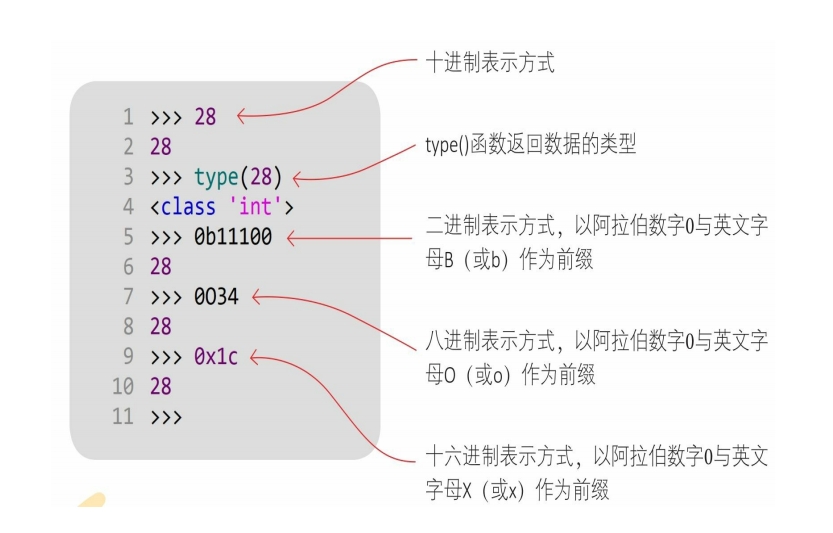 十进制表示方式
1 >>> 28
2 28
type()函数返回数据的类型
3 >>> type(28)
4 <class 'int'>
二进制表示方式，以阿拉伯数字0与英文字
母B（或b）作为前缀
5 >>> 0b11100
6 28
7 >>> 0O34
8 28
八进制表示方式，以阿拉伯数字0与英文字
母O（或o）作为前缀
9 >>> 0x1c
10 28
11 >>>
十六进制表示方式，以阿拉伯数字0与英文
字母X（或x）作为前缀